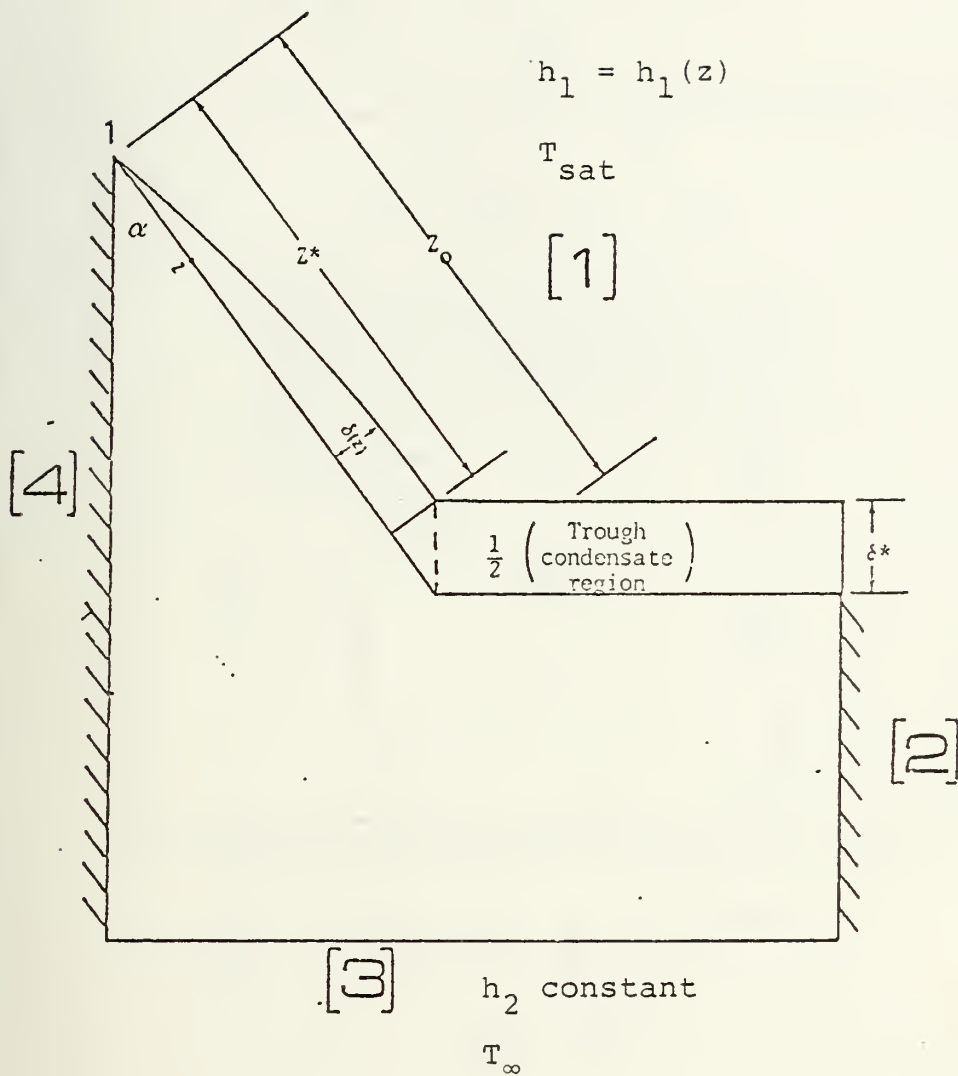 h1 = h1(z)
Tsat
[1]
1
α
z
z*
zo
δ(z)
[4]
1/2 ( Trough
condensate
region )
δ*
[2]
[3]
h2 constant
T∞